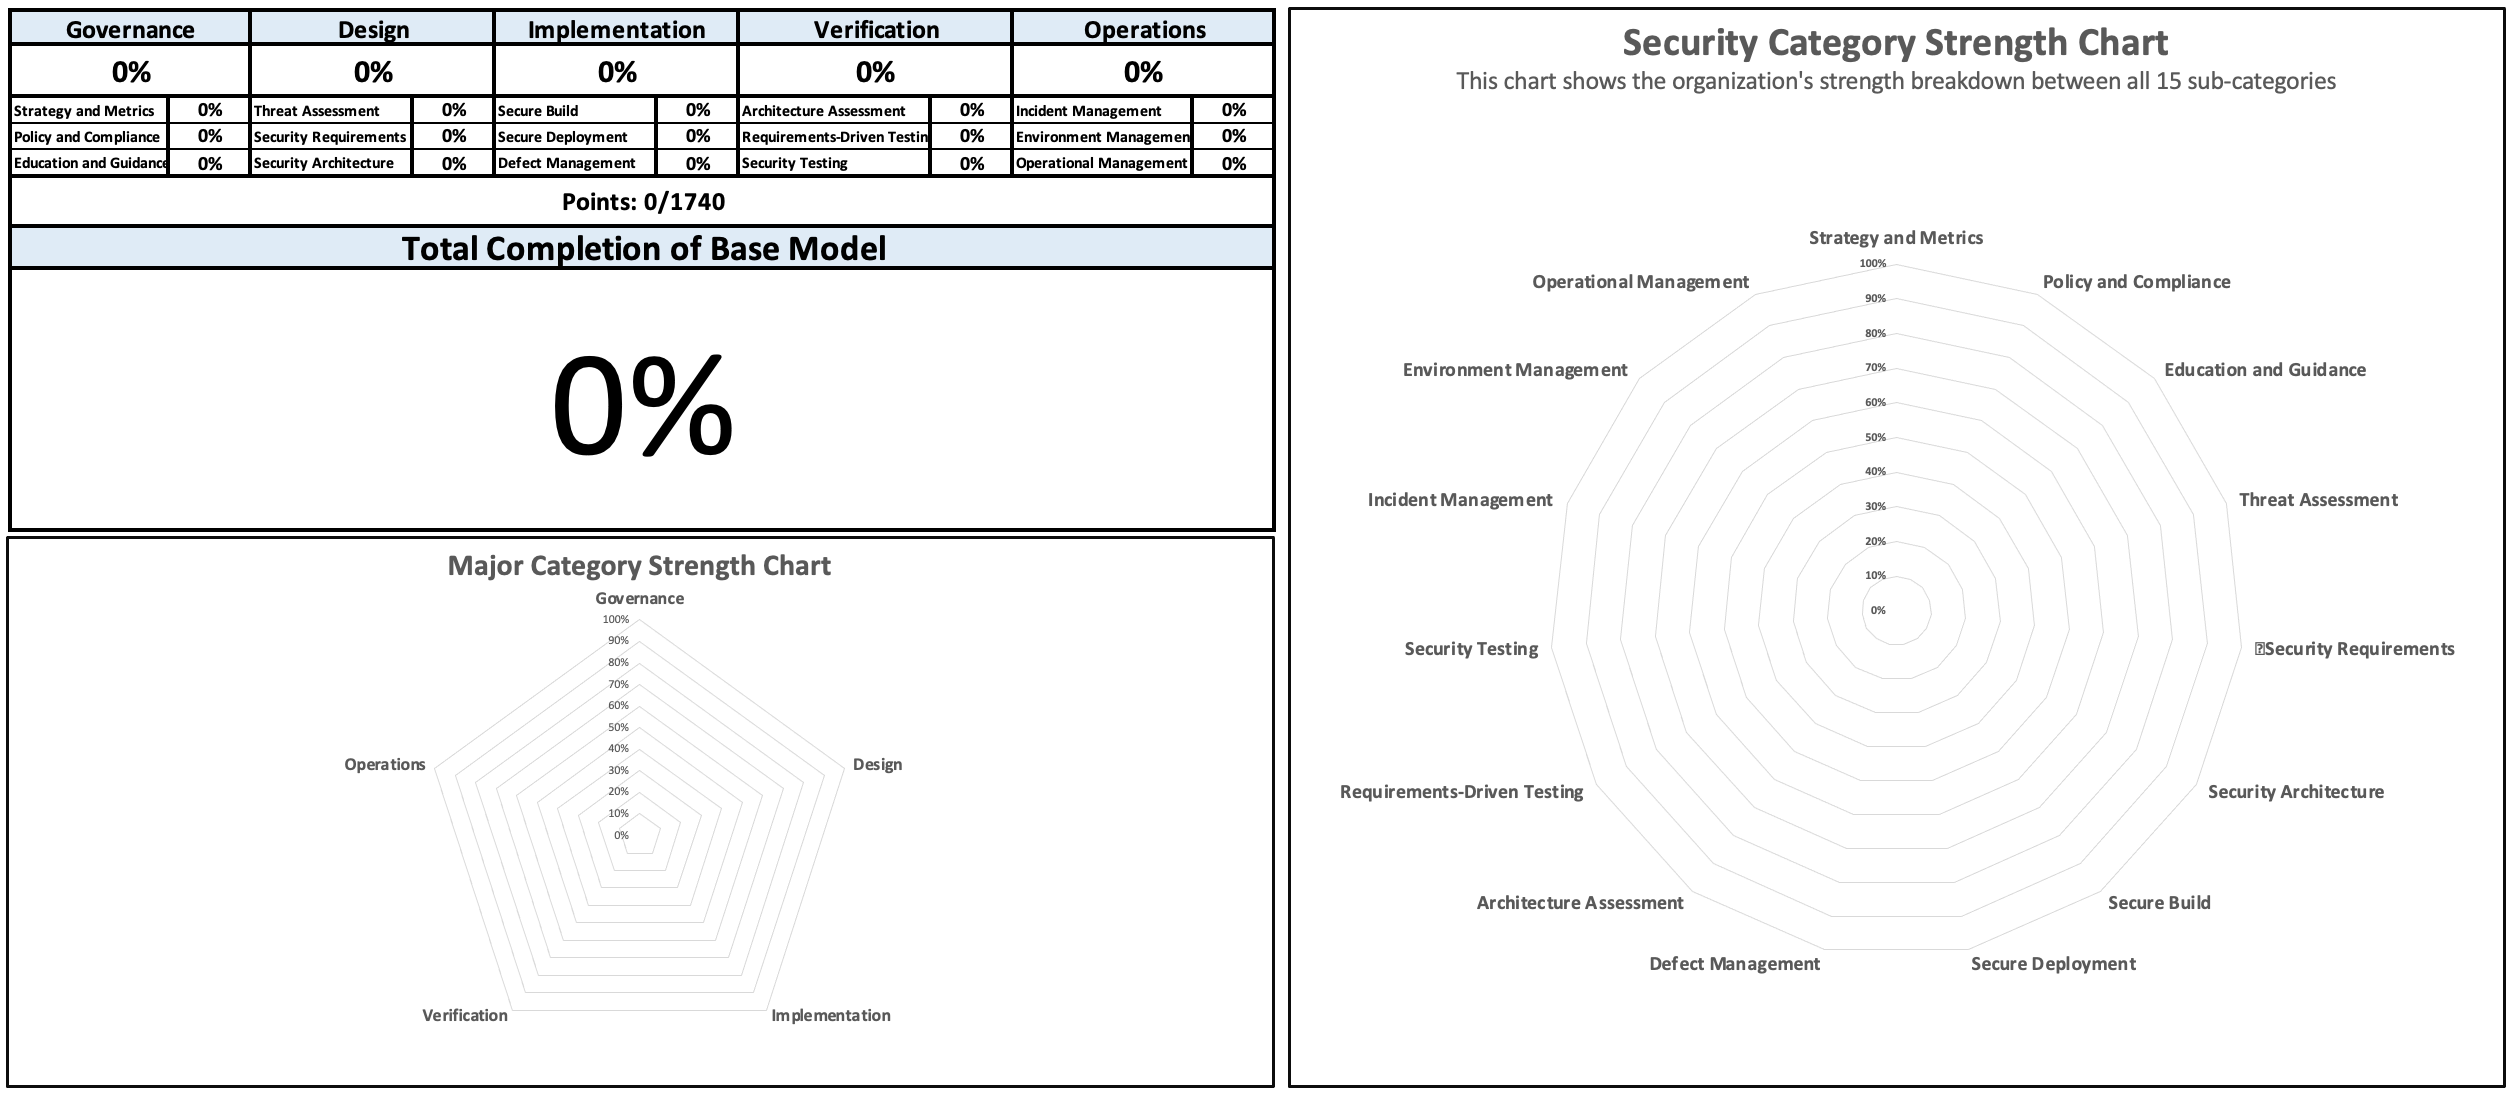 Governance Design Implementation Verification Operations
0% 0% 0% 0% 0%
Strategy and Metrics 0% Threat Assessment 0% Secure Build 0% Architecture Assessment 0% Incident Management 0%
Policy and Compliance 0% Security Requirements 0% Secure Deployment 0% Requirements-Driven Testin 0% Environment Managemen 0%
Education and Guidance 0% Security Architecture 0% Defect Management 0% Security Testing 0% Operational Management 0%
Points: 0/1740
Total Completion of Base Model
0%
Major Category Strength Chart
Governance
100%
90%
80%
70%
60%
50%
40%
30%
20%
10%
0%
Operations
Design
Verification
Implementation
Security Category Strength Chart
This chart shows the organization's strength breakdown between all 15 sub-categories
Strategy and Metrics
100%
90%
80%
70%
60%
50%
40%
30%
20%
10%
0%
Policy and Compliance
Education and Guidance
Threat Assessment
Security Requirements
Security Architecture
Secure Build
Secure Deployment
Defect Management
Architecture Assessment
Requirements-Driven Testing
Security Testing
Incident Management
Environment Management
Operational Management